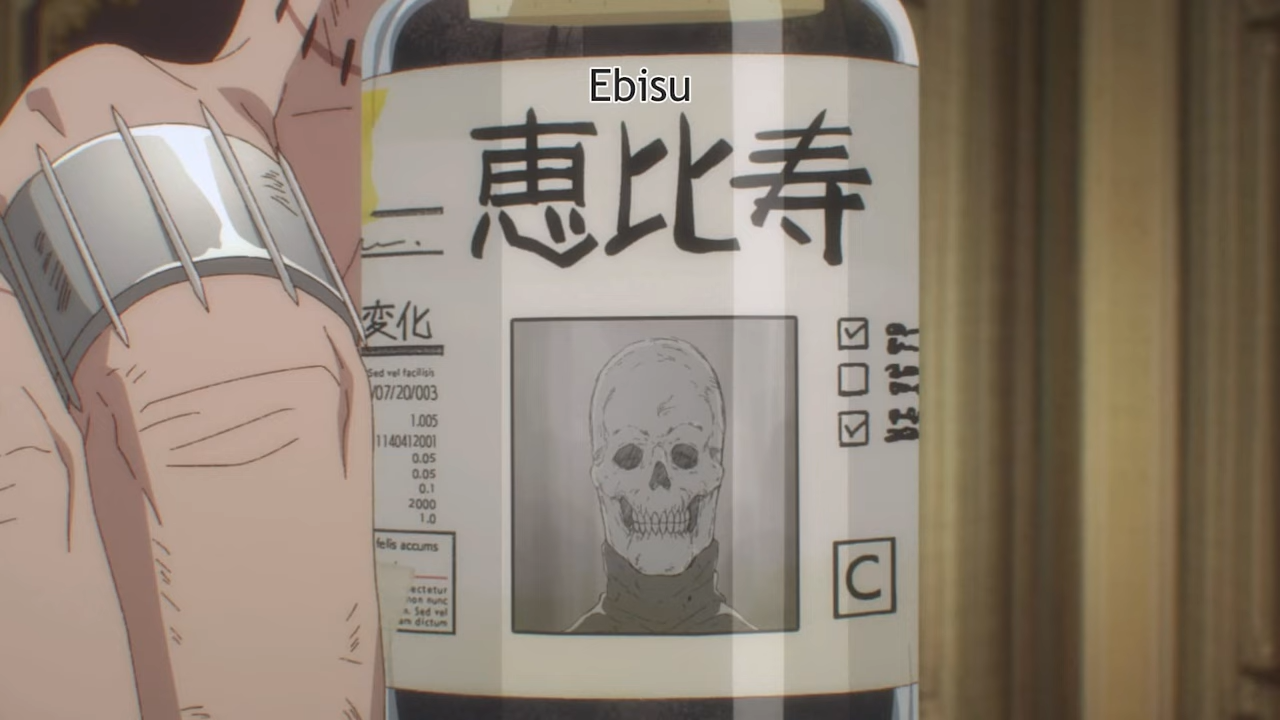 Ebisu
恵比寿
変化
Sed vel facilisis
/07/20/003
1.005
1140412001
0.05
0.05
0.1
2000
1.0
felis accums
ectetur
non nunc
. Sed vel
am dictum
C